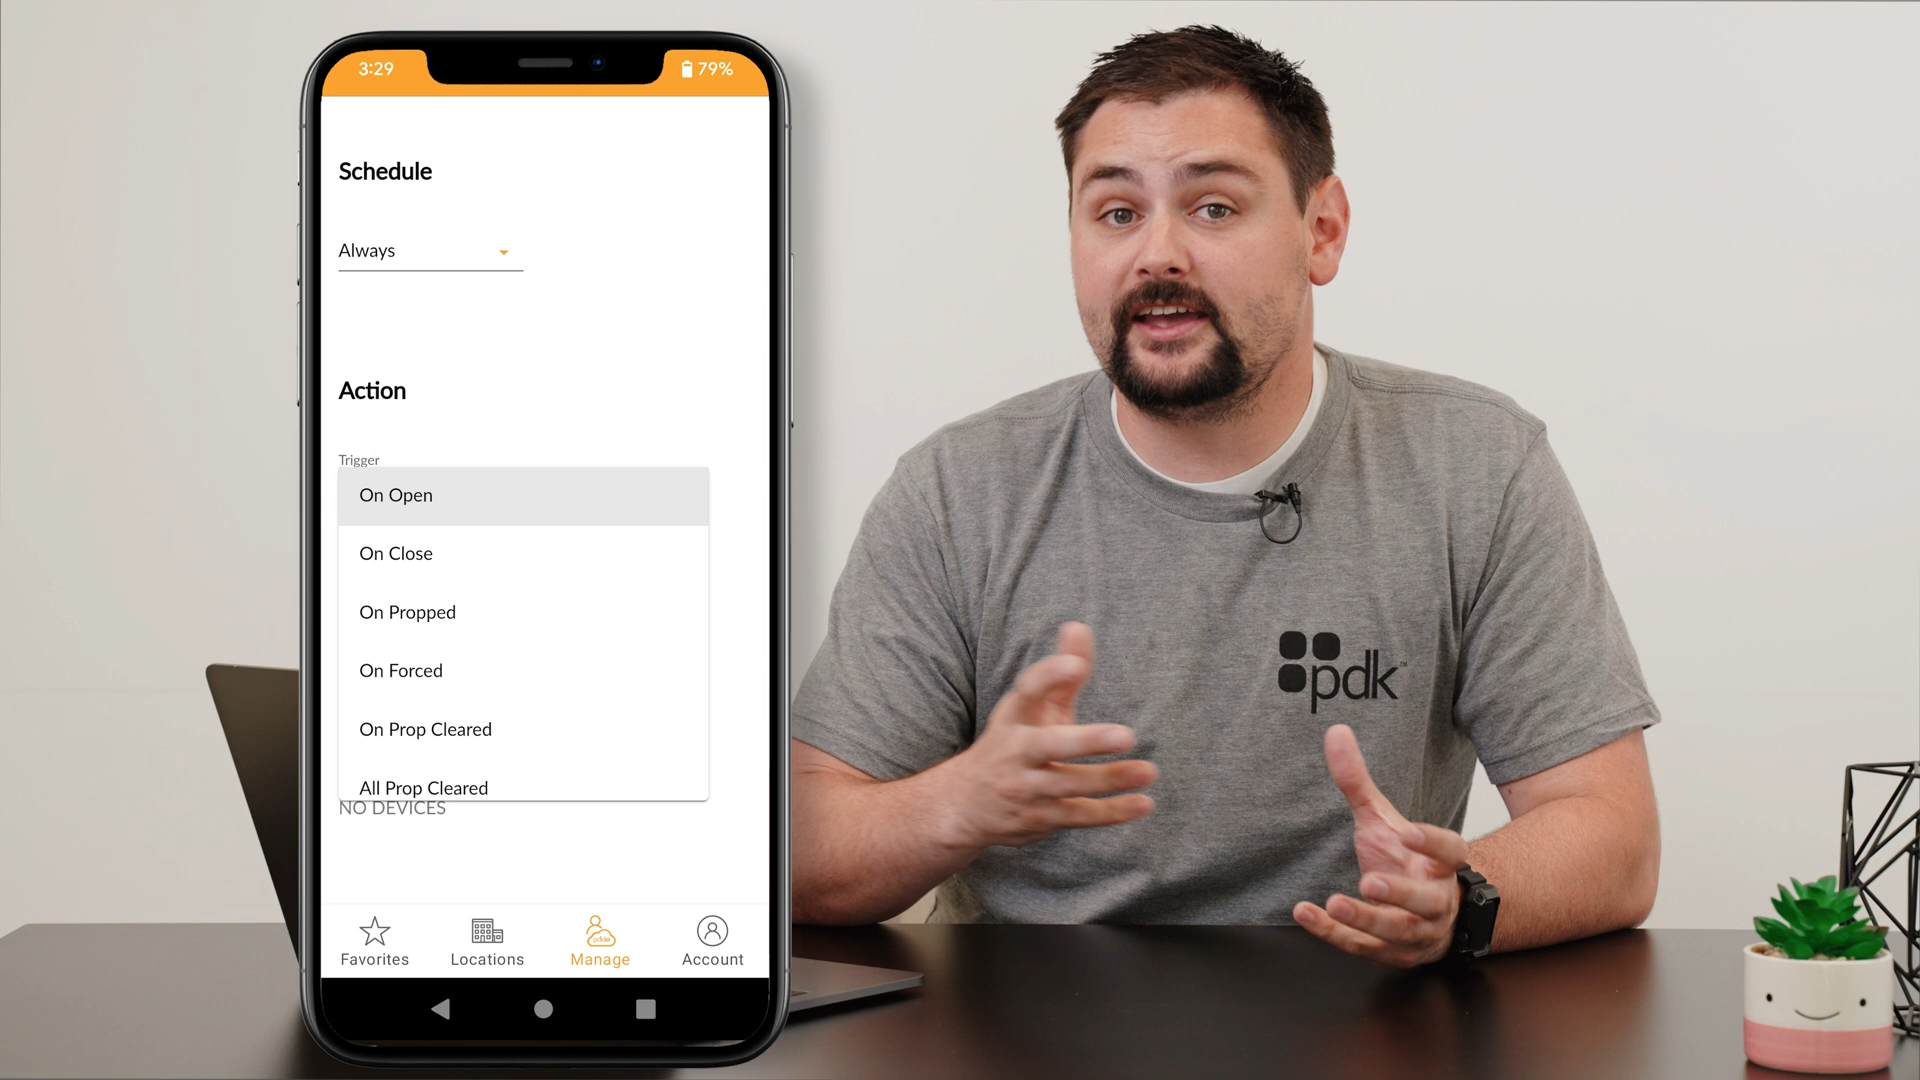 3:29
79%
Schedule
Always
Action
Trigger
On Open
On Close
On Propped
On Forced
On Prop Cleared
All Prop Cleared
NO DEVICES
Favorites
Locations
Manage
Account
pdk™